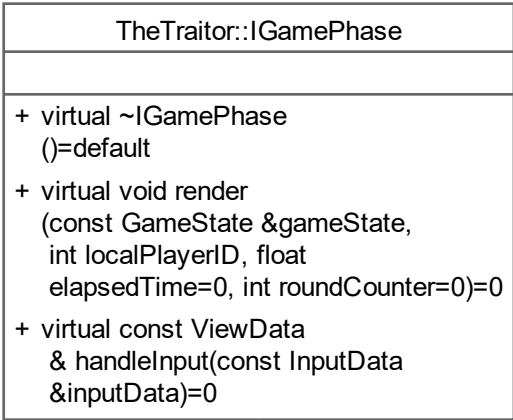 TheTraitor::IGamePhase
+ virtual ~IGamePhase
()=default
+ virtual void render
(const GameState &gameState,
int localPlayerID, float
elapsedTime=0, int roundCounter=0)=0
+ virtual const ViewData
& handleInput(const InputData
&inputData)=0